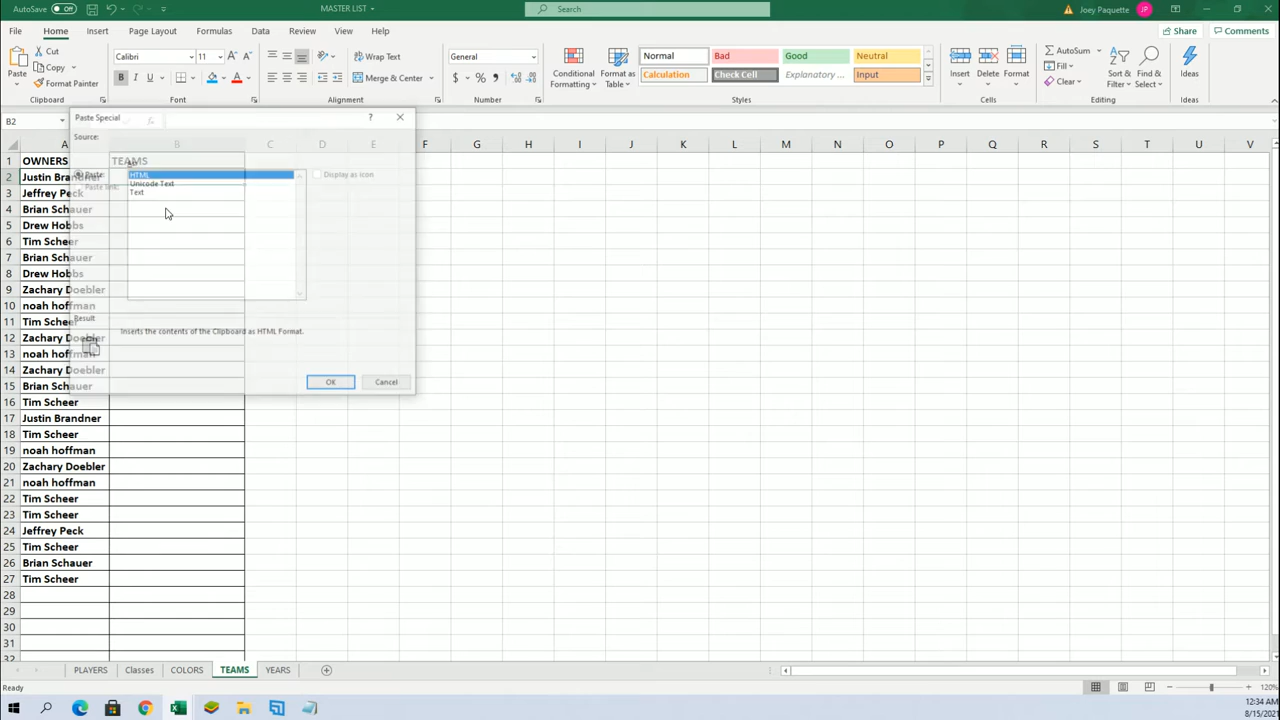 AutoSave Off MASTER LIST Search Joey Paquette JP
File Home Insert Page Layout Formulas Data Review View Help Share Comments
Paste Cut Copy Format Painter Clipboard
Calibri 11 B I U A Font
Wrap Text Merge & Center Alignment
General $ % Number
Conditional Formatting Format as Table
Normal Bad Good Neutral
Calculation Check Cell Explanatory ... Input
Styles
Insert Delete Format Cells
AutoSum Fill Clear Sort & Filter Find & Select Editing
Ideas Ideas
B2
Paste Special ? ×
Source:
As:
Paste: HTML
Paste link: Unicode Text
Text
Display as icon
Result
Inserts the contents of the Clipboard as HTML Format.
OK Cancel
A B C D E F G H I J K L M N O P Q R S T U V
1 OWNERS TEAMS
2 Justin Brandner
3 Jeffrey Peck
4 Brian Schauer
5 Drew Hobbs
6 Tim Scheer
7 Brian Schauer
8 Drew Hobbs
9 Zachary Doebler
10 noah hoffman
11 Tim Scheer
12 Zachary Doebler
13 noah hoffman
14 Zachary Doebler
15 Brian Schauer
16 Tim Scheer
17 Justin Brandner
18 Tim Scheer
19 noah hoffman
20 Zachary Doebler
21 noah hoffman
22 Tim Scheer
23 Tim Scheer
24 Jeffrey Peck
25 Tim Scheer
26 Brian Schauer
27 Tim Scheer
28
29
30
31
32
PLAYERS Classes COLORS TEAMS YEARS
Ready 120%
12:34 AM